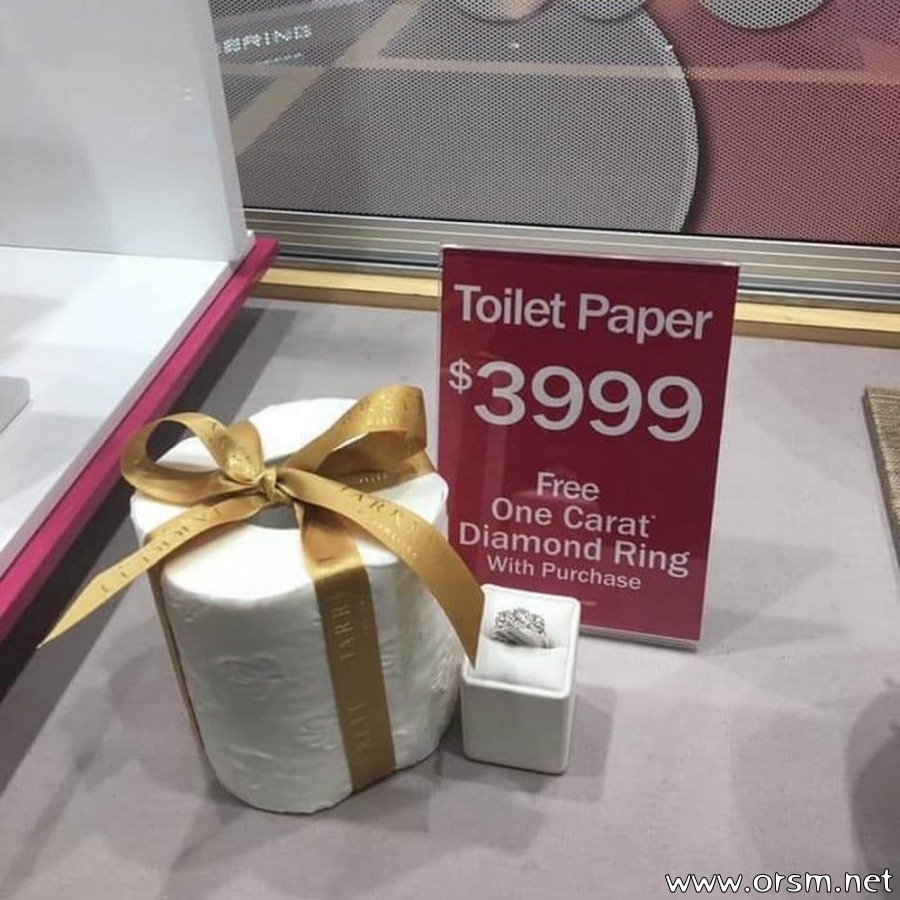 Toilet Paper
$3999
Free
One Carat*
Diamond Ring
With Purchase
www.orsm.net